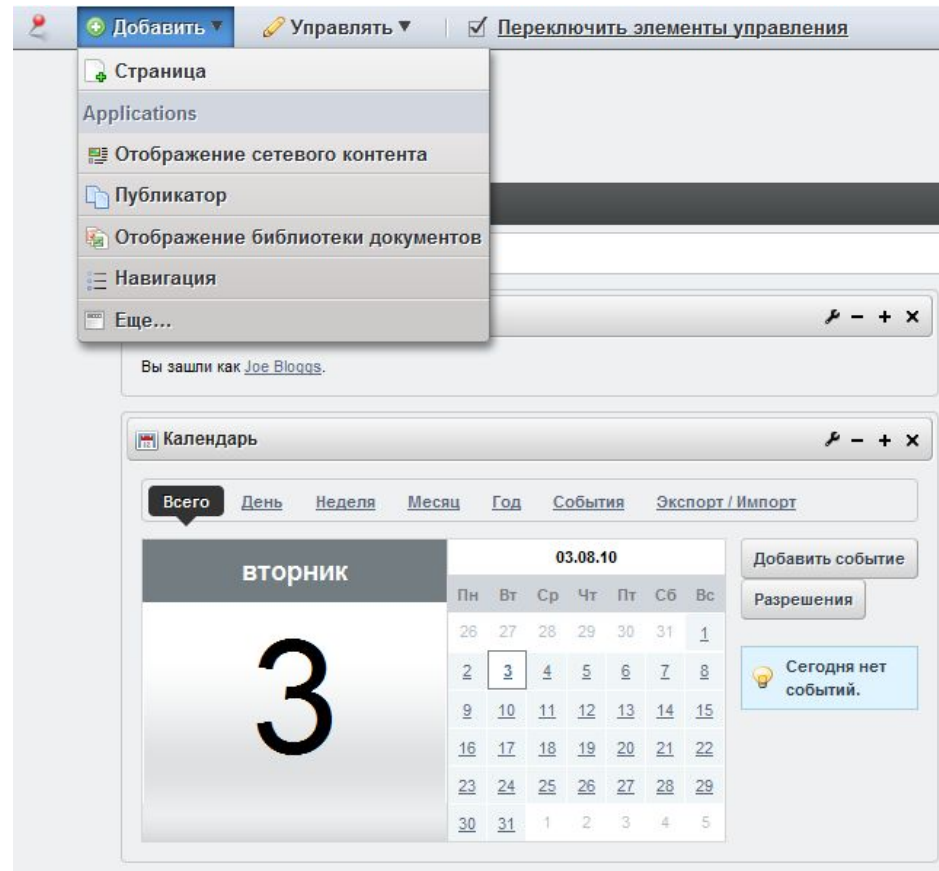 Добавить ▼ Управлять ▼ Переключить элементы управления
Страница
Applications
Отображение сетевого контента
Публикатор
Отображение библиотеки документов
Навигация
Еще...
Вы зашли как Joe Bloggs.
Календарь
Всего День Неделя Месяц Год События Экспорт / Импорт
вторник
3
03.08.10
Пн Вт Ср Чт Пт Сб Вс
26 27 28 29 30 31 1
2 3 4 5 6 7 8
9 10 11 12 13 14 15
16 17 18 19 20 21 22
23 24 25 26 27 28 29
30 31 1 2 3 4 5
Добавить событие
Разрешения
Сегодня нет
событий.